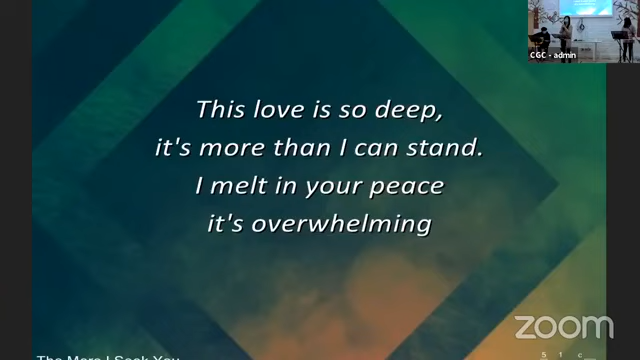 CGC - admin
This love is so deep,
it's more than I can stand.
I melt in your peace
it's overwhelming
zoom
The More I Seek You